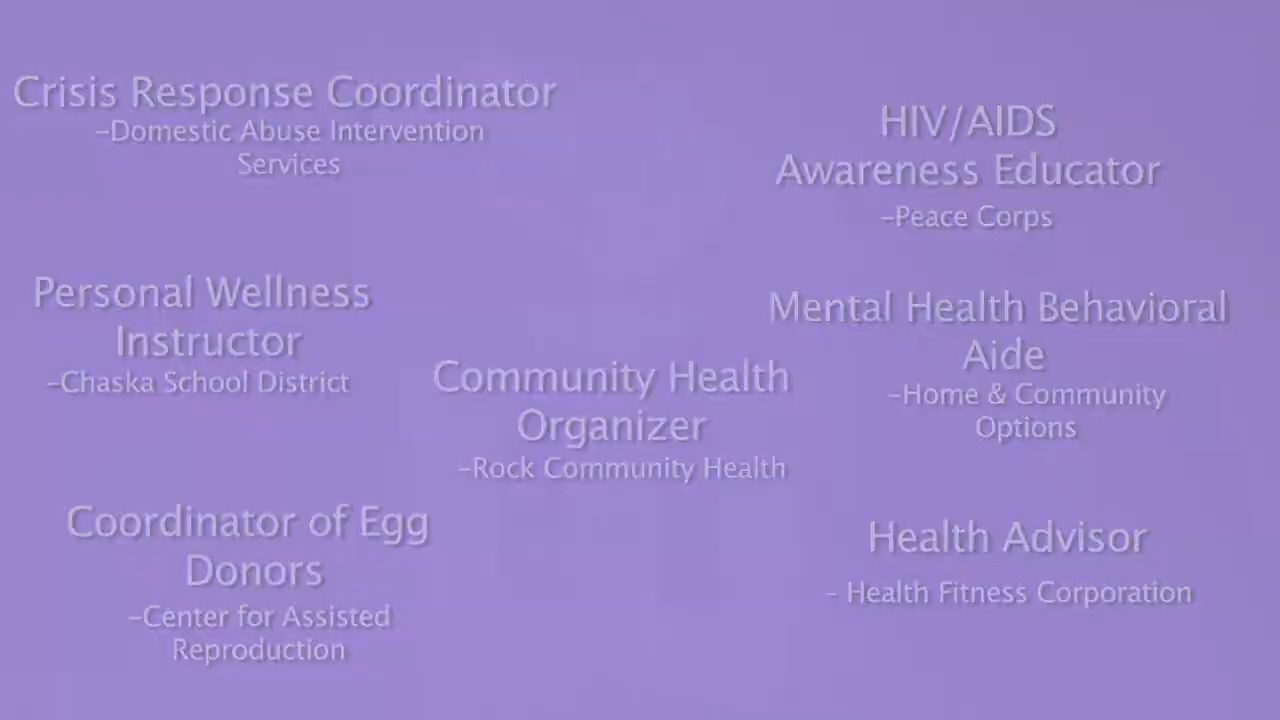 Crisis Response Coordinator
-Domestic Abuse Intervention
Services
HIV/AIDS
Awareness Educator
-Peace Corps
Personal Wellness
Instructor
-Chaska School District
Mental Health Behavioral
Aide
-Home & Community
Options
Community Health
Organizer
-Rock Community Health
Coordinator of Egg
Donors
-Center for Assisted
Reproduction
Health Advisor
- Health Fitness Corporation